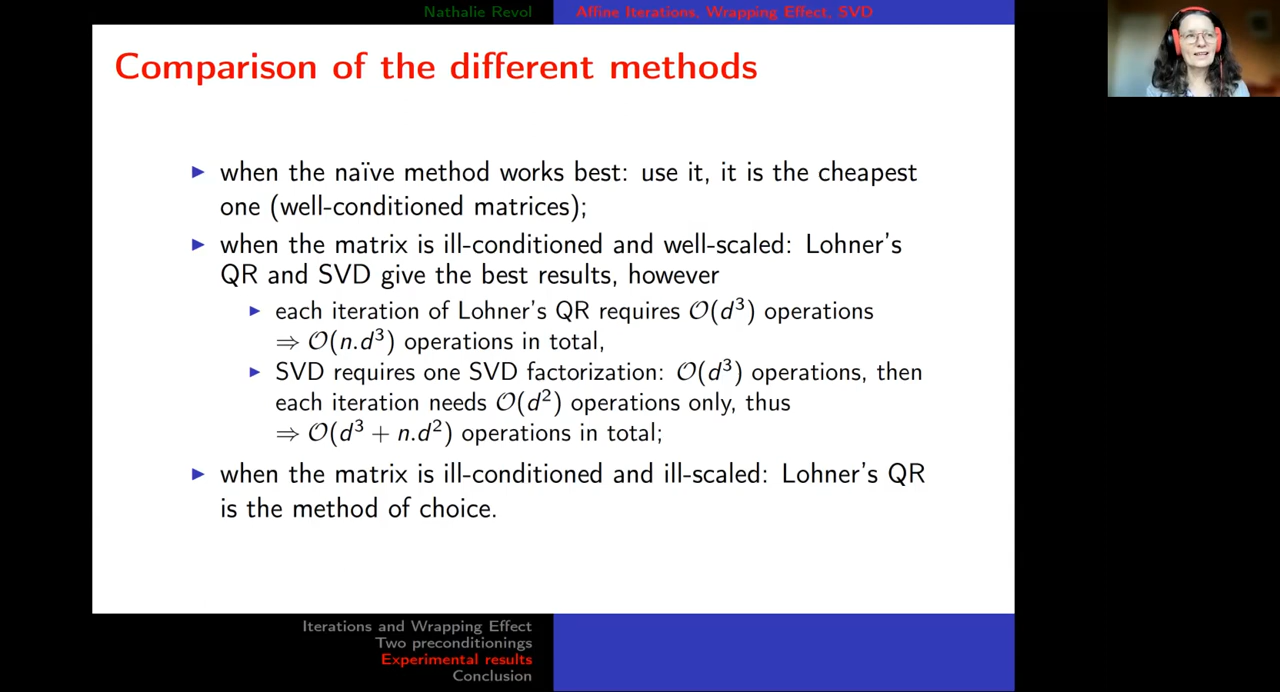 Nathalie Revol
Affine Iterations, Wrapping Effect, SVD
Comparison of the different methods
▶ when the naïve method works best: use it, it is the cheapest
one (well-conditioned matrices);
▶ when the matrix is ill-conditioned and well-scaled: Lohner's
QR and SVD give the best results, however
▶ each iteration of Lohner's QR requires 𝒪(d³) operations
⇒ 𝒪(n.d³) operations in total,
▶ SVD requires one SVD factorization: 𝒪(d³) operations, then
each iteration needs 𝒪(d²) operations only, thus
⇒ 𝒪(d³ + n.d²) operations in total;
▶ when the matrix is ill-conditioned and ill-scaled: Lohner's QR
is the method of choice.
Iterations and Wrapping Effect
Two preconditionings
Experimental results
Conclusion